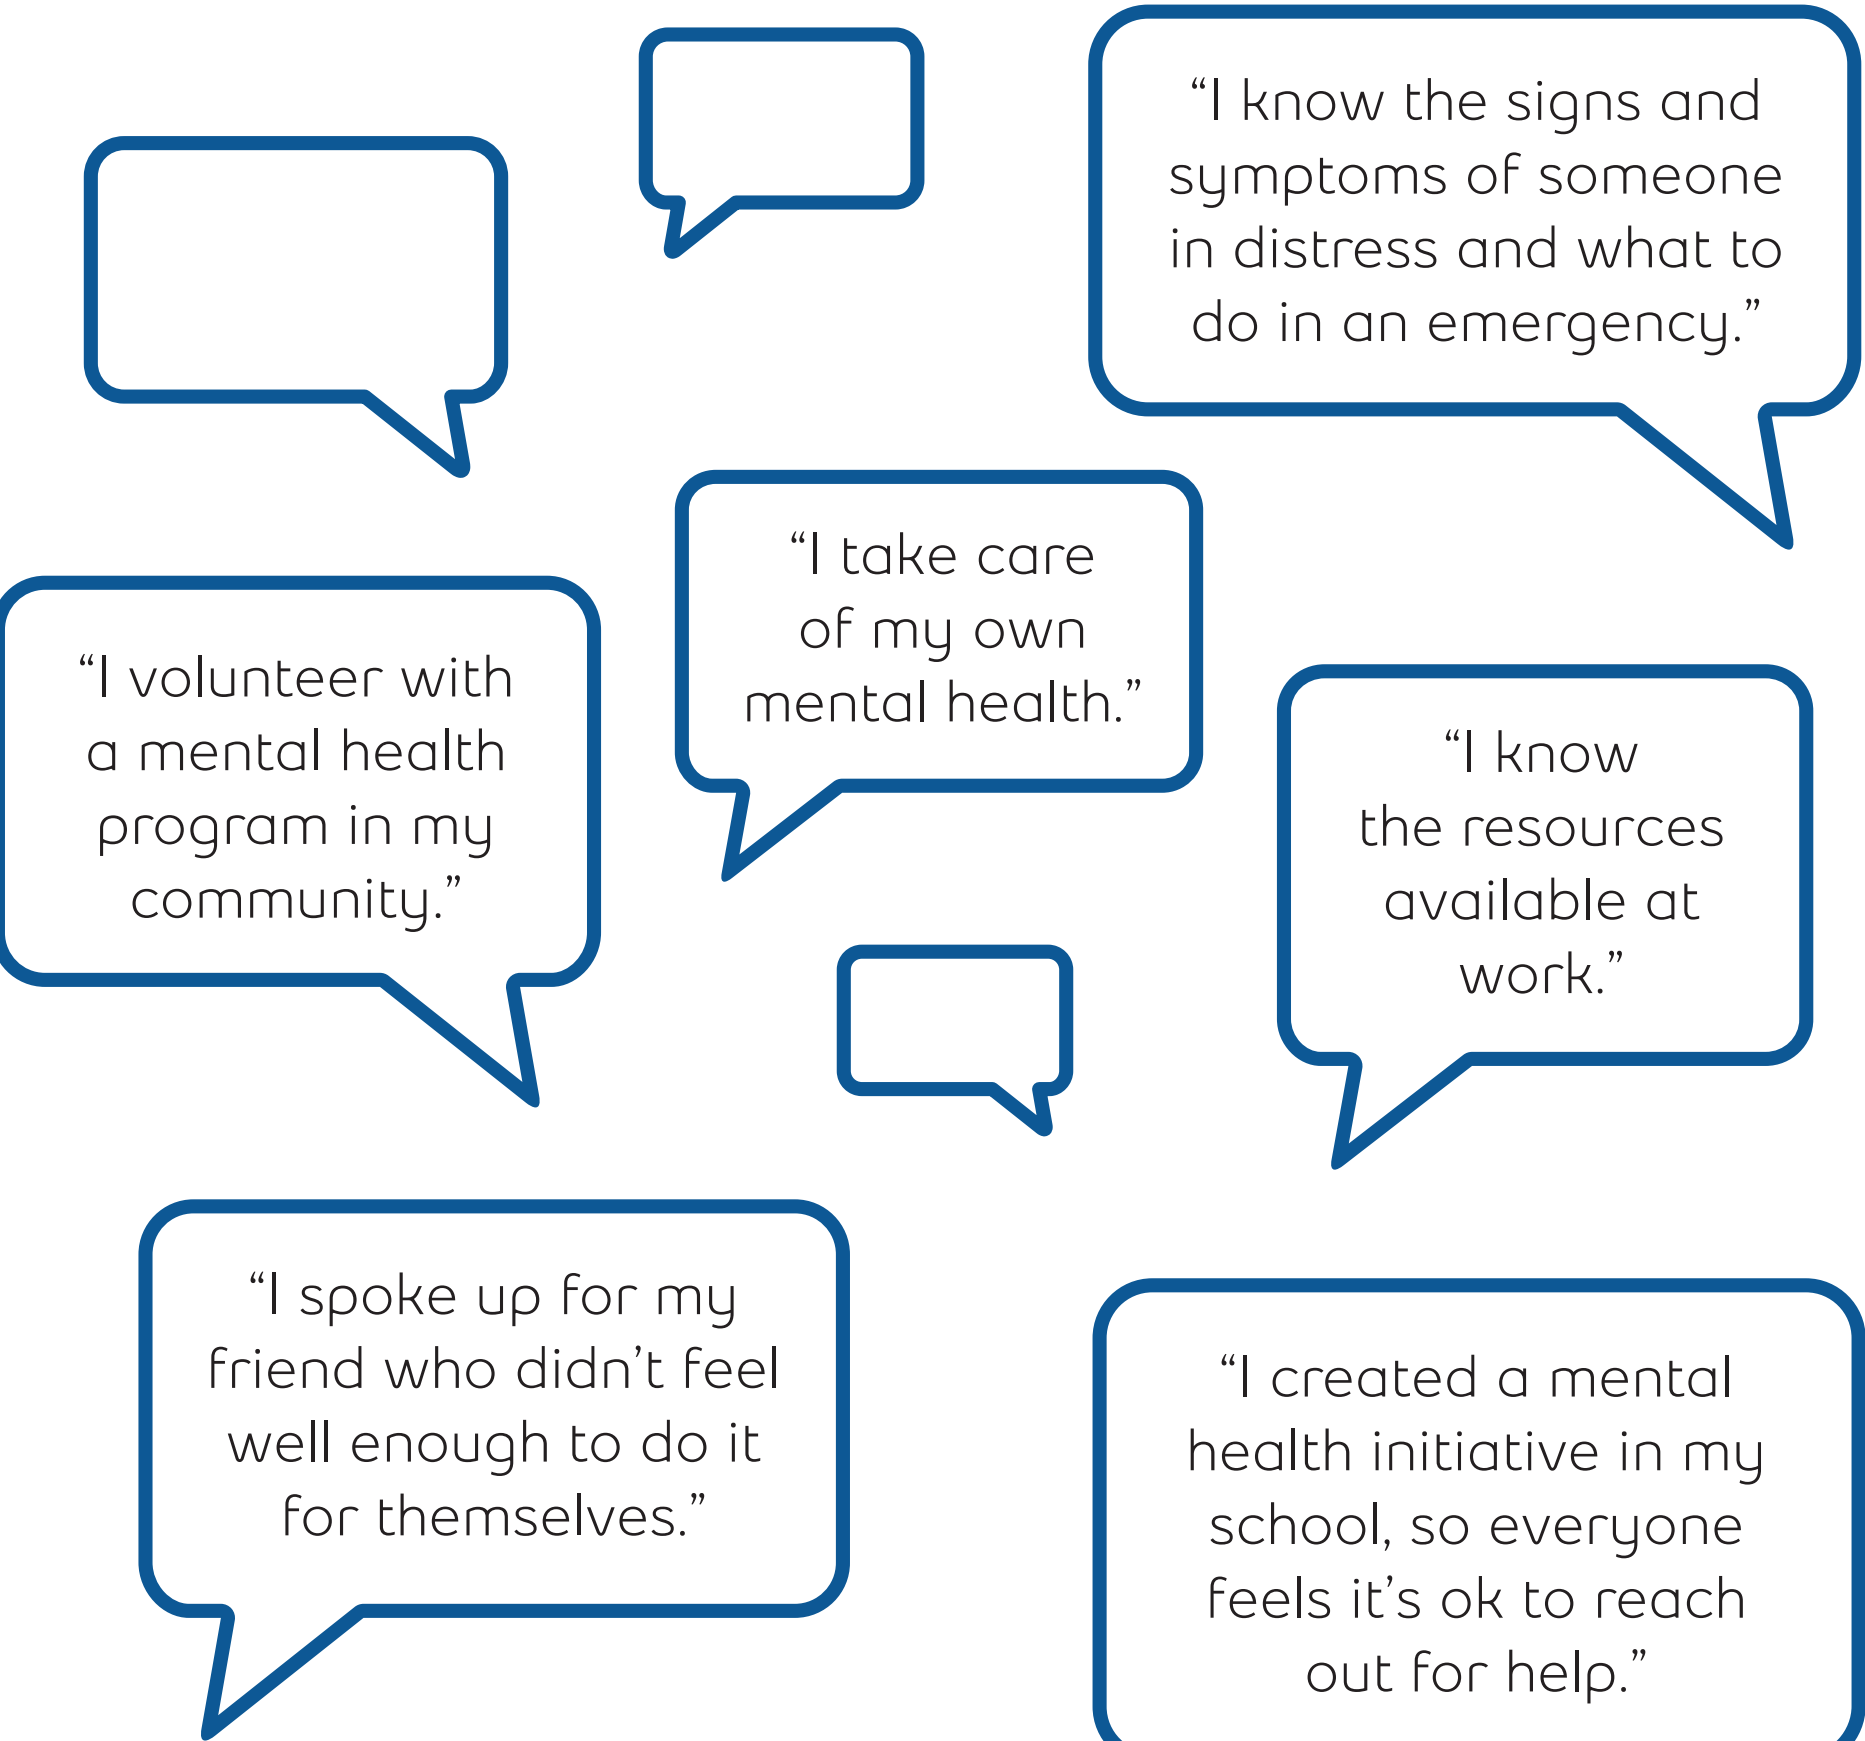 “I know the signs and
symptoms of someone
in distress and what to
do in an emergency.”
“I take care
of my own
mental health.”
“I volunteer with
a mental health
program in my
community.”
“I know
the resources
available at
work.”
“I spoke up for my
friend who didn’t feel
well enough to do it
for themselves.”
“I created a mental
health initiative in my
school, so everyone
feels it’s ok to reach
out for help.”